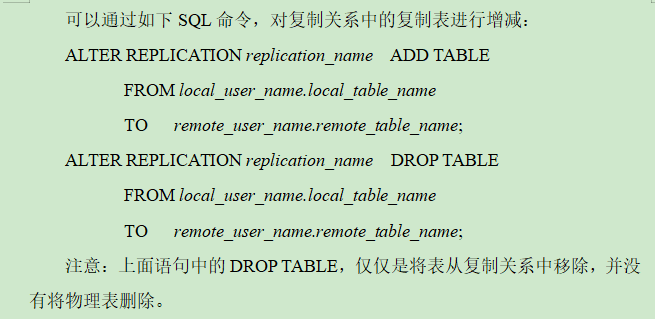 可以通过如下 SQL 命令，对复制关系中的复制表进行增减：
ALTER REPLICATION replication_name ADD TABLE
FROM local_user_name.local_table_name
TO remote_user_name.remote_table_name;
ALTER REPLICATION replication_name DROP TABLE
FROM local_user_name.local_table_name
TO remote_user_name.remote_table_name;
注意：上面语句中的 DROP TABLE，仅仅是将表从复制关系中移除，并没
有将物理表删除。